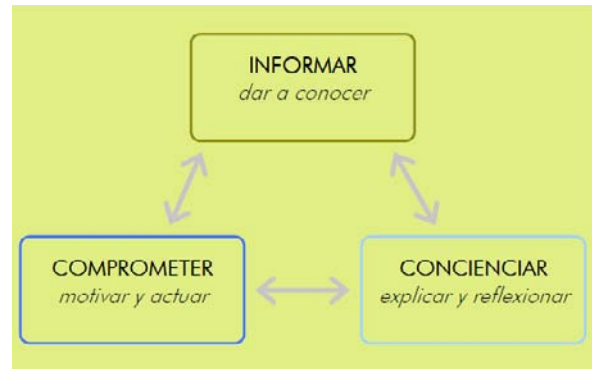 INFORMAR
dar a conocer
COMPROMETER
motivar y actuar
CONCIENCIAR
explicar y reflexionar